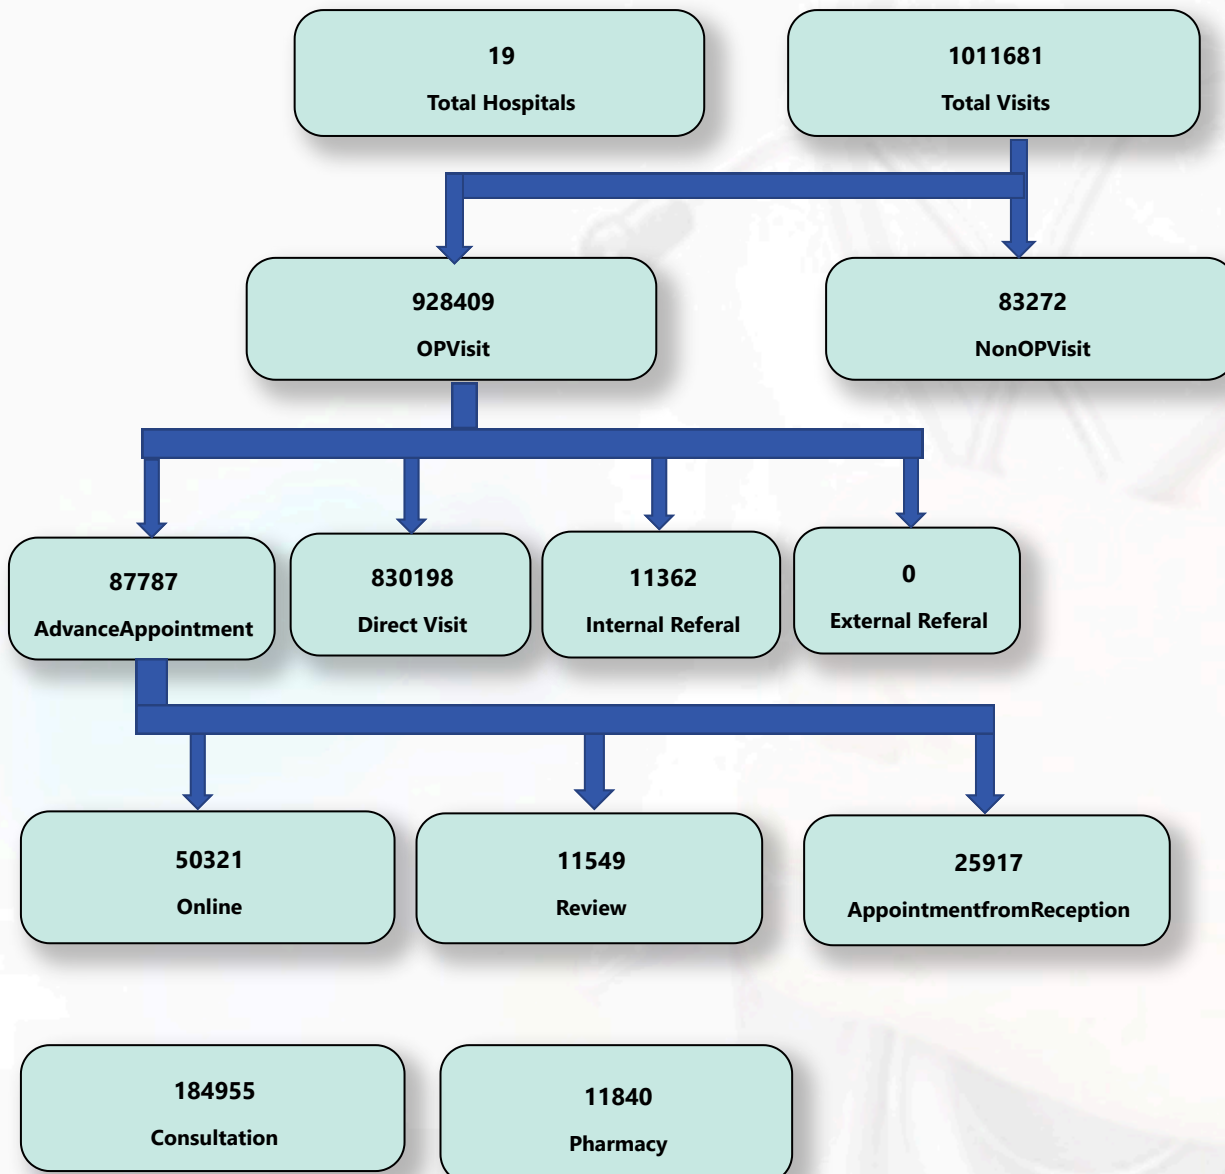 19
Total Hospitals
1011681
Total Visits
928409
OPVisit
83272
NonOPVisit
87787
AdvanceAppointment
830198
Direct Visit
11362
Internal Referal
0
External Referal
50321
Online
11549
Review
25917
AppointmentfromReception
184955
Consultation
11840
Pharmacy